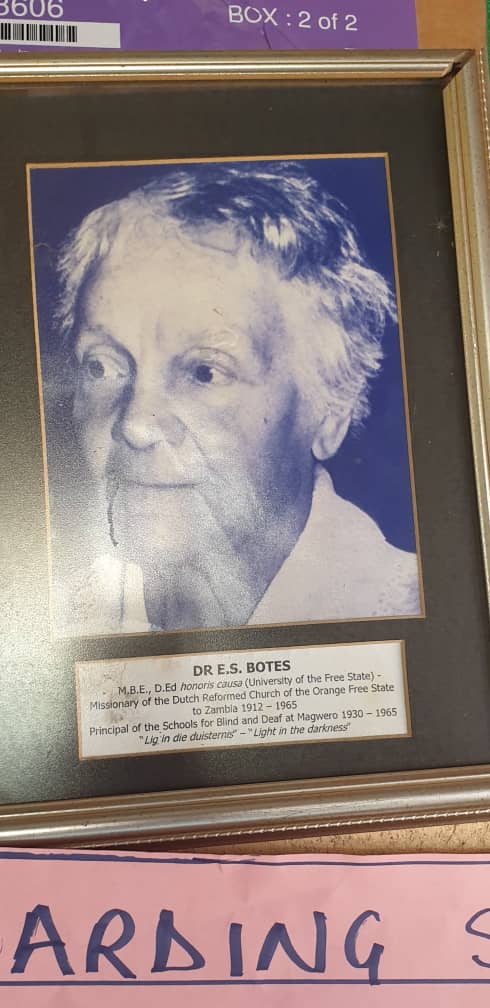 3606
BOX : 2 of 2
DR E.S. BOTES
M.B.E., D.Ed honoris causa (University of the Free State) -
Missionary of the Dutch Reformed Church of the Orange Free State
to Zambia 1912 – 1965
Principal of the Schools for Blind and Deaf at Magwero 1930 – 1965
"Lig in die duisternis" – "Light in the darkness"
ARDING S